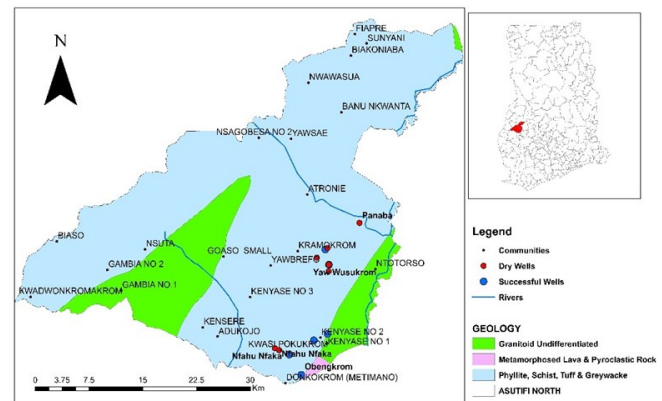 N
FIAPRE
SUNYANI
BIAKONIABA
NWAWASUA
BANU NKWANTA
NSAGOBESA NO 2
YAWSAE
ATRONIE
Panaba
BIASO
NSUTA
KRAMOKROM
GOASO SMALL
YAWBREFO
NTOTORSO
GAMBIA NO 2
Yaw Wusukrom
GAMBIA NO.1
KWADWONKROMAKROM
KENYASE NO 3
KENSERE
ADUKOJO
KENYASE NO 2
KWASI POKUKROM
KENYASE NO 1
Ntahu Nfaka
Ntahu Nfaka
Obengkrom
DONKOKROM (METIMANO)
0 3.75 7.5 15 22.5 30
Km
Legend
Communities
Dry Wells
Successful Wells
Rivers
GEOLOGY
Granitoid Undifferentiated
Metamorphosed Lava & Pyroclastic Rock
Phyllite, Schist, Tuff & Greywacke
ASUTIFI NORTH